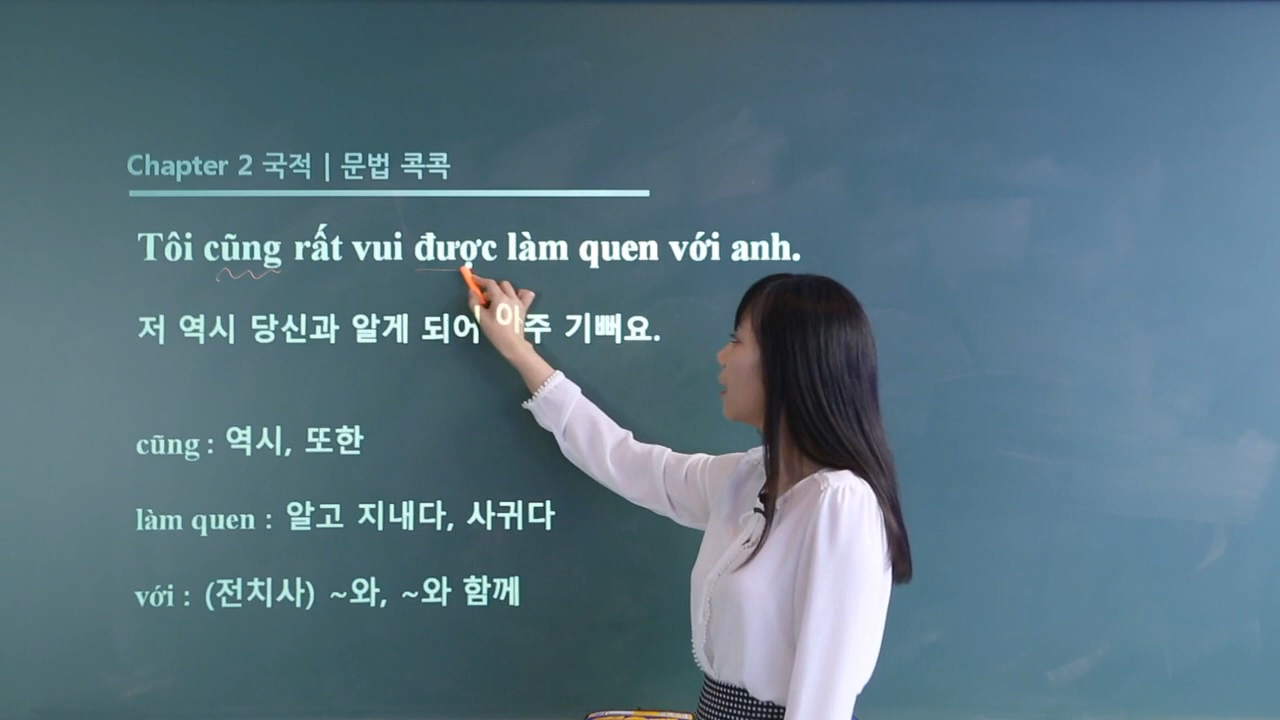 Chapter 2 국적 | 문법 콕콕
Tôi cũng rất vui được làm quen với anh.
저 역시 당신과 알게 되어 아주 기뻐요.
cũng : 역시, 또한
làm quen : 알고 지내다, 사귀다
với : (전치사) ~와, ~와 함께